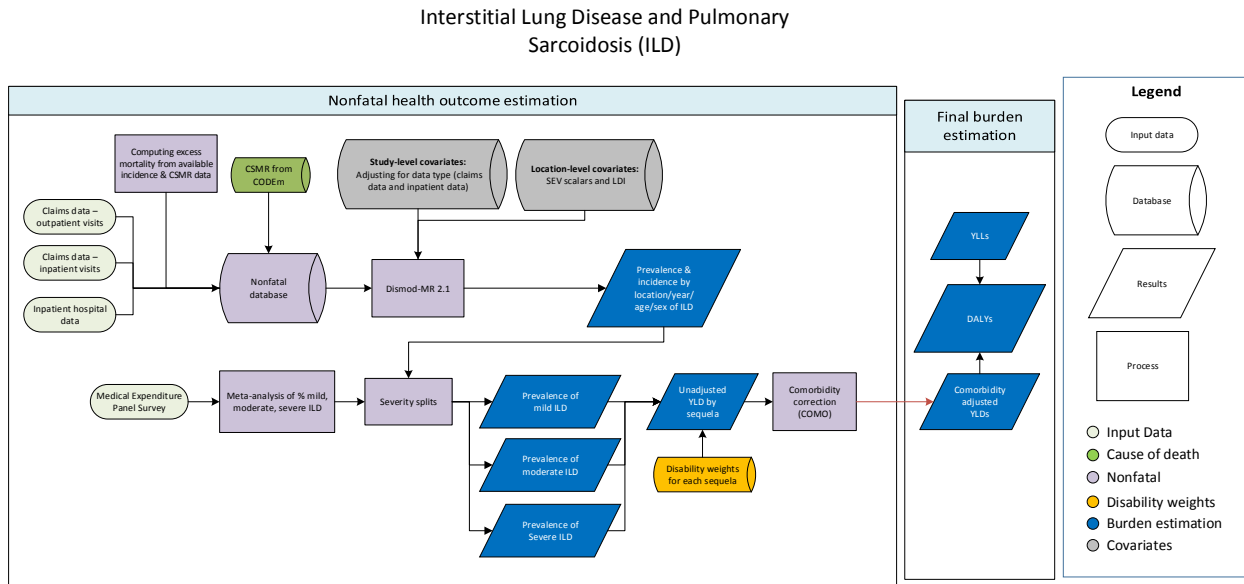 Interstitial Lung Disease and Pulmonary
Sarcoidosis (ILD)
Nonfatal health outcome estimation
Computing excess
mortality from available
incidence & CSMR data
CSMR from
CODEm
Study-level covariates:
Adjusting for data type (claims
data and inpatient data)
Location-level covariates:
SEV scalars and LDI
Claims data –
outpatient visits
Claims data –
inpatient visits
Inpatient hospital
data
Nonfatal
database
Dismod-MR 2.1
Prevalence &
incidence by
location/year/
age/sex of ILD
Medical Expenditure
Panel Survey
Meta-analysis of % mild,
moderate, severe ILD
Severity splits
Prevalence of
mild ILD
Prevalence of
moderate ILD
Prevalence of
Severe ILD
Unadjusted
YLD by
sequela
Disability weights
for each sequela
Comorbidity
correction
(COMO)
Final burden
estimation
YLLs
DALYs
Comorbidity
adjusted
YLDs
Legend
Input data
Database
Results
Process
Input Data
Cause of death
Nonfatal
Disability weights
Burden estimation
Covariates